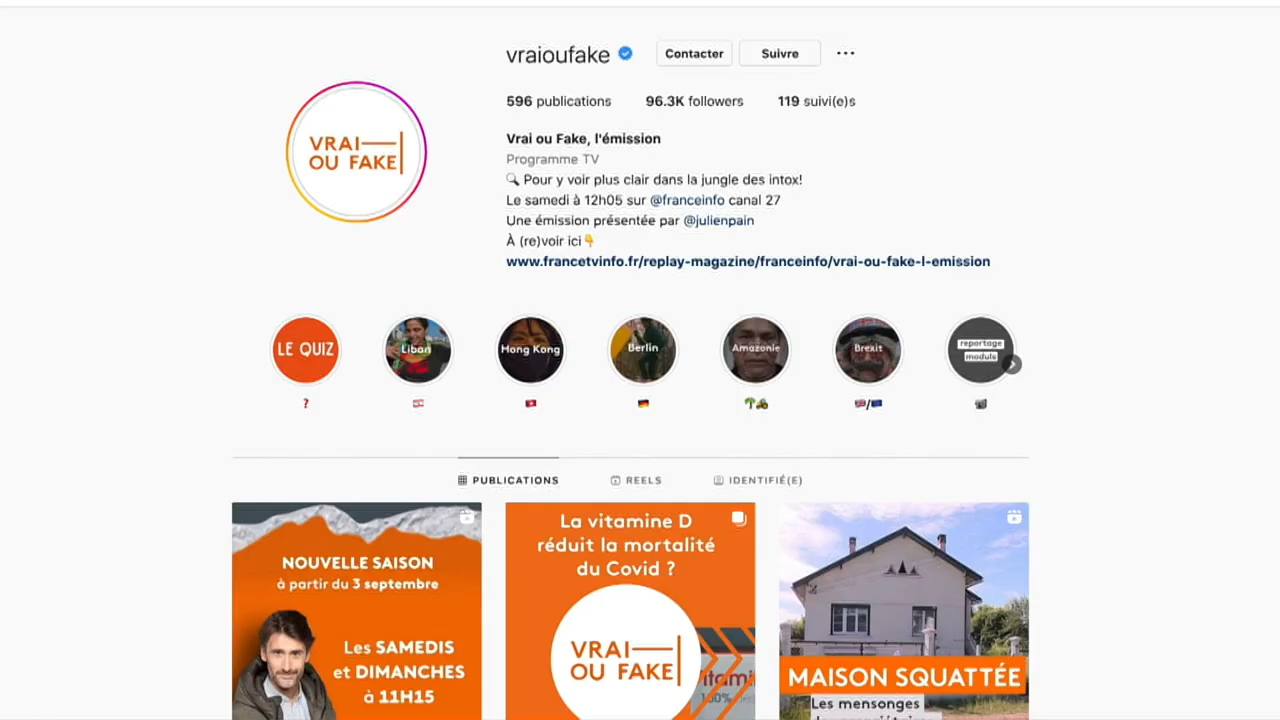 vraioufake
Contacter
Suivre
596 publications
96.3K followers
119 suivi(e)s
VRAI
OU FAKE
Vrai ou Fake, l'émission
Programme TV
Pour y voir plus clair dans la jungle des intox!
Le samedi à 12h05 sur @franceinfo canal 27
Une émission présentée par @julienpain
À (re)voir ici
www.francetvinfo.fr/replay-magazine/franceinfo/vrai-ou-fake-l-emission
LE QUIZ
Liban
Hong Kong
Berlin
Amazonie
Brexit
reportage
moduls
?
/
PUBLICATIONS
REELS
IDENTIFIÉ(E)
NOUVELLE SAISON
à partir du 3 septembre
Les SAMEDIS
et DIMANCHES
à 11H15
La vitamine D
réduit la mortalité
du Covid ?
VRAI
OU FAKE
100%
MAISON SQUATTÉE
Les mensonges